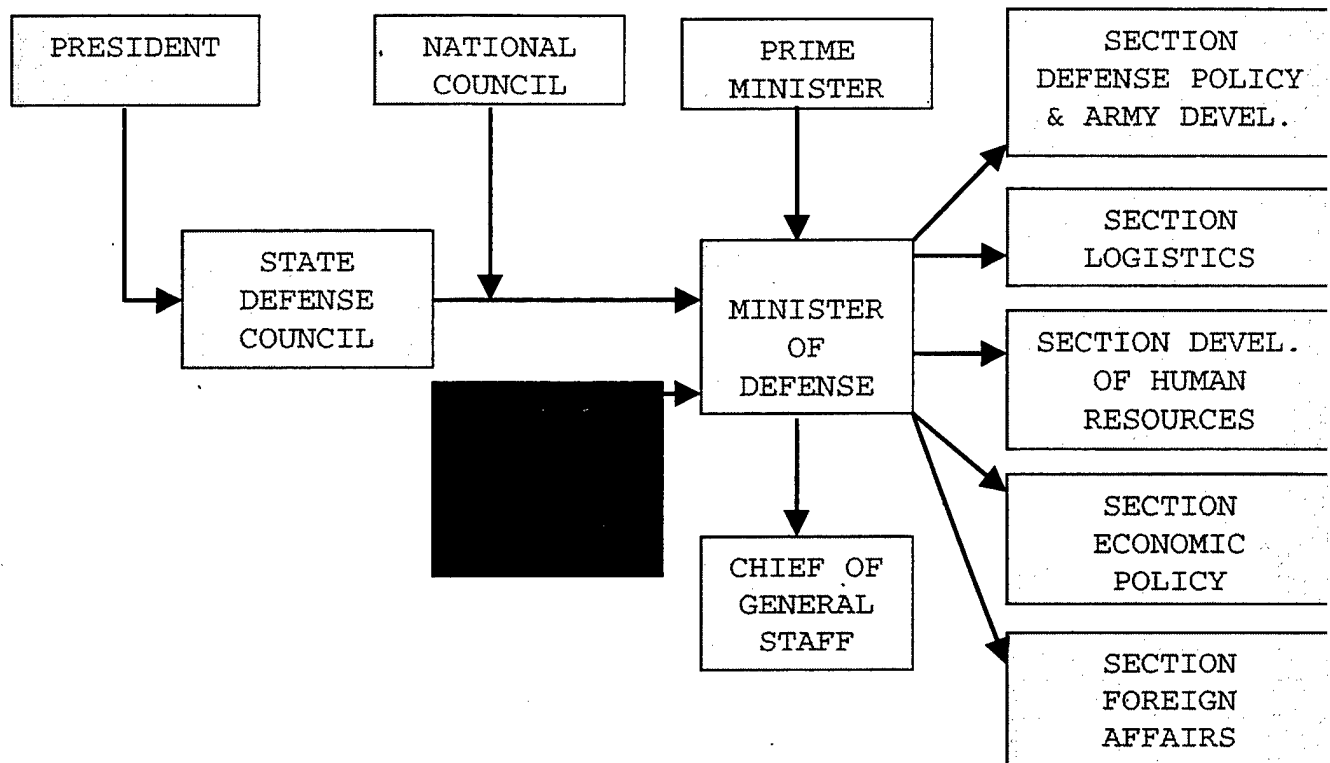 PRESIDENT
NATIONAL
COUNCIL
PRIME
MINISTER
SECTION
DEFENSE POLICY
& ARMY DEVEL.
SECTION
LOGISTICS
STATE
DEFENSE
COUNCIL
MINISTER
OF
DEFENSE
SECTION DEVEL.
OF HUMAN
RESOURCES
SECTION
ECONOMIC
POLICY
CHIEF OF
GENERAL
STAFF
SECTION
FOREIGN
AFFAIRS